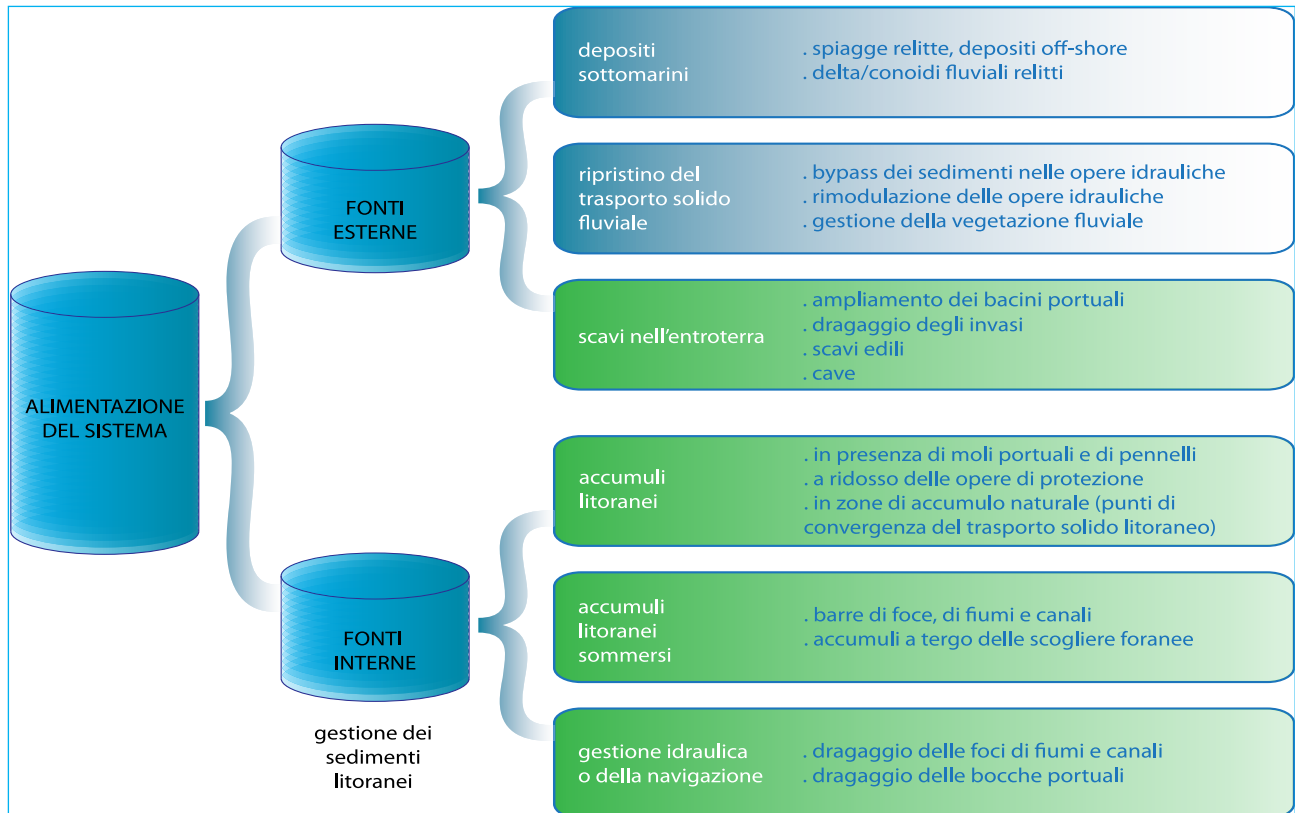 ALIMENTAZIONE
DEL SISTEMA
FONTI
ESTERNE
depositi
sottomarini
. spiagge relitte, depositi off-shore
. delta/conoidi fluviali relitti
ripristino del
trasporto solido
fluviale
. bypass dei sedimenti nelle opere idrauliche
. rimodulazione delle opere idrauliche
. gestione della vegetazione fluviale
scavi nell'entroterra
. ampliamento dei bacini portuali
. dragaggio degli invasi
. scavi edili
. cave
FONTI
INTERNE
gestione dei
sedimenti
litoranei
accumuli
litoranei
. in presenza di moli portuali e di pennelli
. a ridosso delle opere di protezione
. in zone di accumulo naturale (punti di
convergenza del trasporto solido litoraneo)
accumuli
litoranei
sommersi
. barre di foce, di fiumi e canali
. accumuli a tergo delle scogliere foranee
gestione idraulica
o della navigazione
. dragaggio delle foci di fiumi e canali
. dragaggio delle bocche portuali